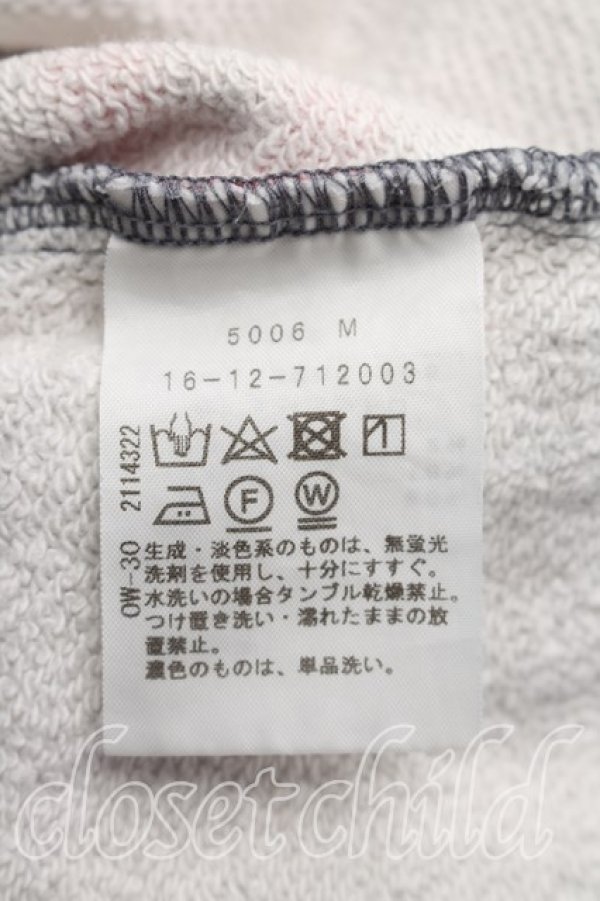 5006 M
16-12-712003
F W
OW-30 2114322
生成・淡色系のものは、無蛍光
洗剤を使用し、十分にすすぐ。
水洗いの場合タンブル乾燥禁止。
つけ置き洗い・濡れたままの放
置禁止。
濃色のものは、単品洗い。
closet child